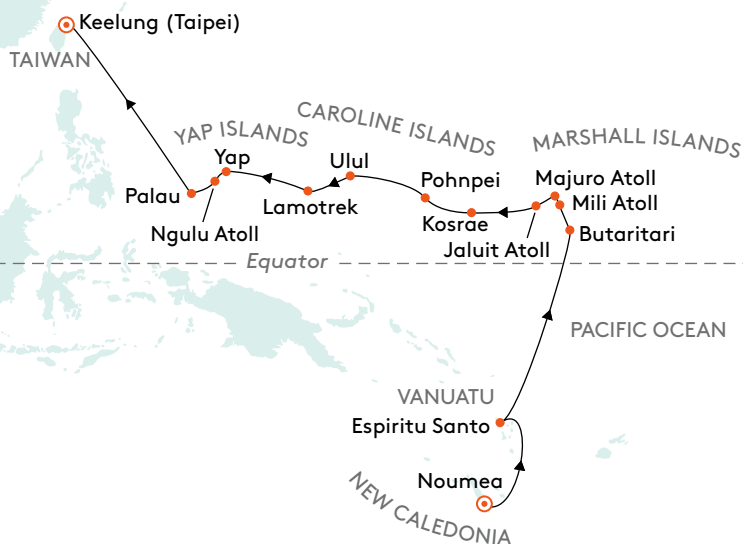 Keelung (Taipei)
TAIWAN
YAP ISLANDS
CAROLINE ISLANDS
MARSHALL ISLANDS
Yap
Ulul
Palau
Lamotrek
Pohnpei
Majuro Atoll
Mili Atoll
Ngulu Atoll
Kosrae
Jaluit Atoll
Butaritari
Equator
PACIFIC OCEAN
VANUATU
Espiritu Santo
Noumea
NEW CALEDONIA